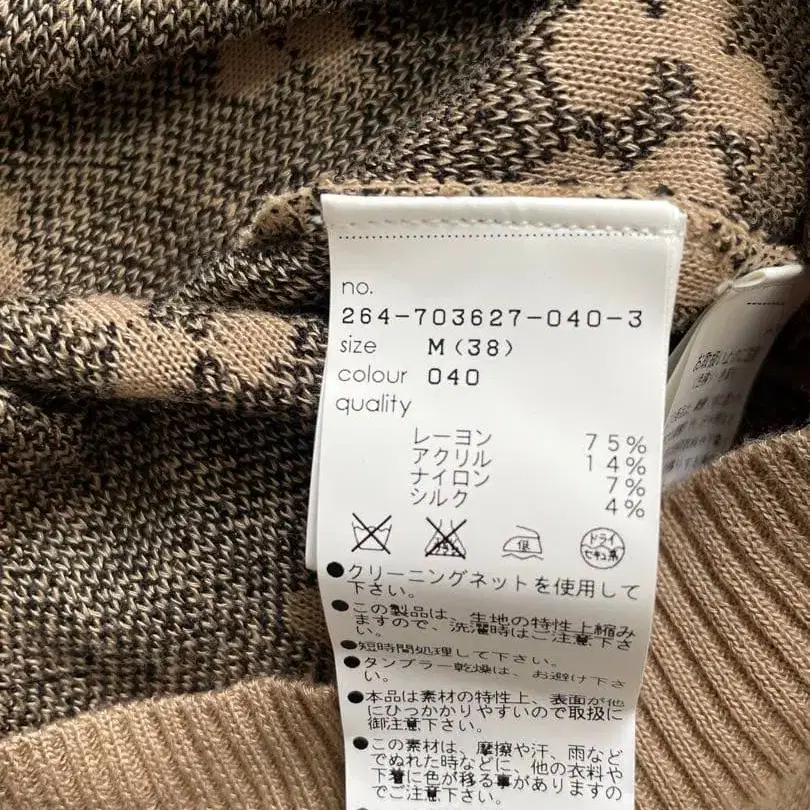 no.
264-703627-040-3
size M(38)
colour 040
quality
レーヨン 75%
アクリル 14%
ナイロン 7%
シルク 4%
低
ドライ
セキュ系
●クリーニングネットを使用して
下さい。
●この製品は、生地の特性上縮み
ますので、洗濯時はご注意下さ
い。
●短時間処理して下さい。
●タンブラー乾燥は、お避け下さ
い。
●本品は素材の特性上、表面が他
にひっかかりやすいので取扱に
御注意下さい。
●この素材は、摩擦や汗、雨など
でぬれた時などに、他の衣料や
下着に色が移る事がありますの
でご注意下さい。